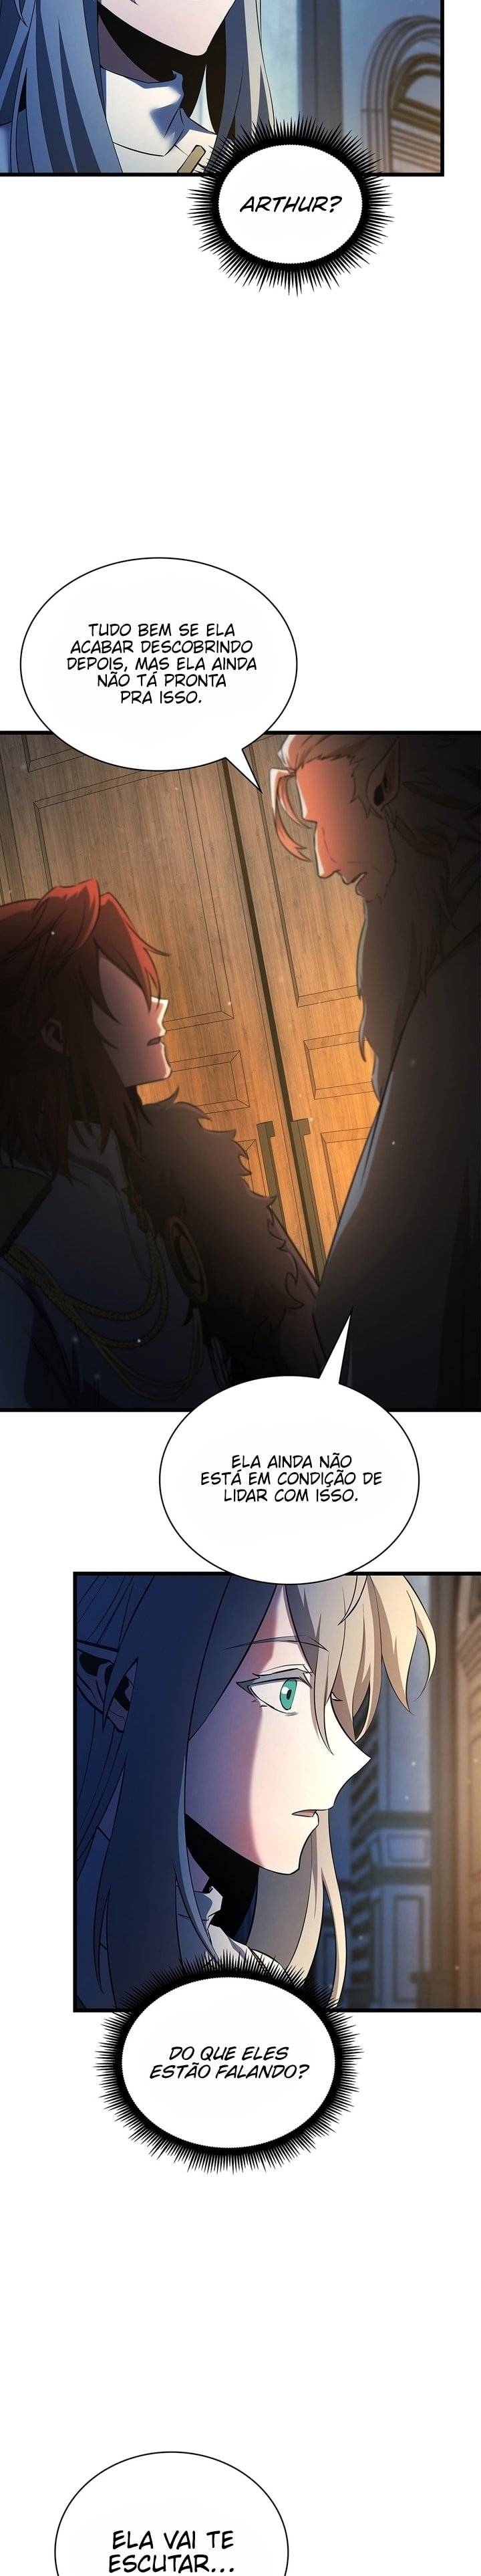 ARTHUR?
TUDO BEM SE ELA
ACABAR DESCOBRINDO
DEPOIS, MAS ELA AINDA
NÃO TÁ PRONTA
PRA ISSO.
ELA AINDA NÃO
ESTÁ EM CONDIÇÃO DE
LIDAR COM ISSO.
DO QUE ELES
ESTÃO FALANDO?
ELA VAI TE
ESCUTAR...